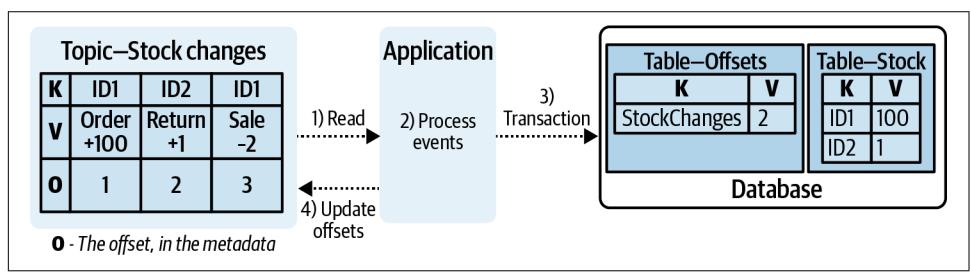 Topic—Stock changes
K ID1 ID2 ID1
V Order Return Sale
+100 +1 –2
O 1 2 3
O - The offset, in the metadata
1) Read
4) Update
offsets
Application
2) Process
events
3)
Transaction
Table—Offsets
K V
StockChanges 2
Table—Stock
K V
ID1 100
ID2 1
Database